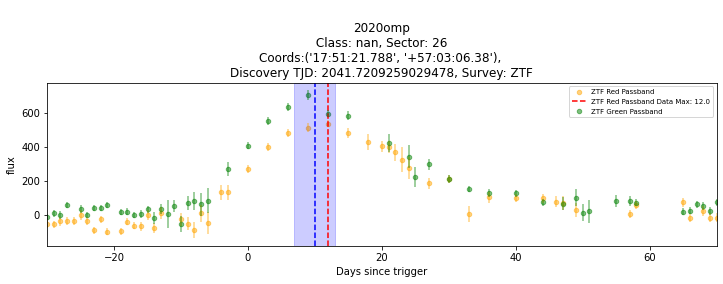 2020omp
Class: nan, Sector: 26
Coords:('17:51:21.788', '+57:03:06.38'),
Discovery TJD: 2041.7209259029478, Survey: ZTF
ZTF Red Passband
ZTF Red Passband Data Max: 12.0
ZTF Green Passband
600
400
200
0
flux
−20 0 20 40 60
Days since trigger